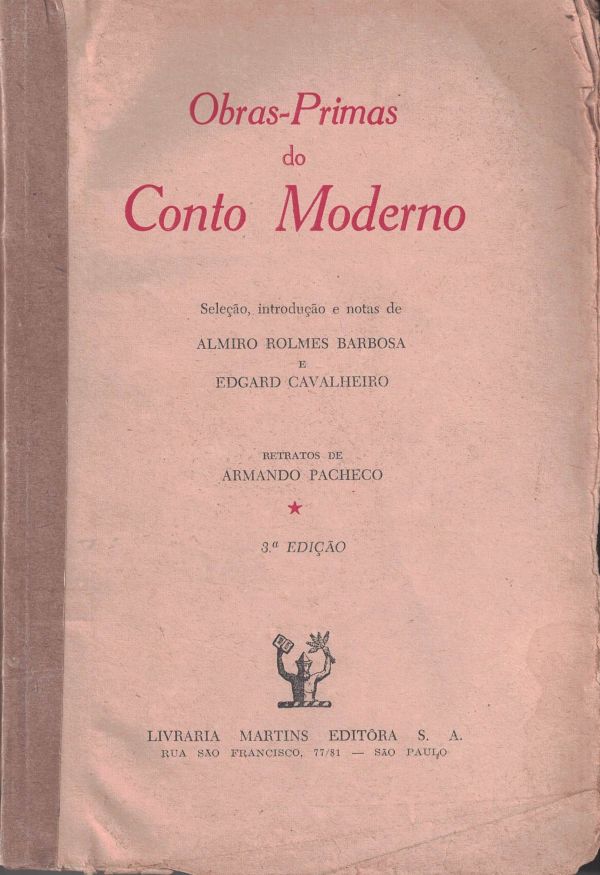 Obras-Primas
do
Conto Moderno
Seleção, introdução e notas de
ALMIRO ROLMES BARBOSA
E
EDGARD CAVALHEIRO
RETRATOS DE
ARMANDO PACHECO
3.ª EDIÇÃO
LIVRARIA MARTINS EDITÔRA S. A.
RUA SÃO FRANCISCO, 77/81 — SÃO PAULO